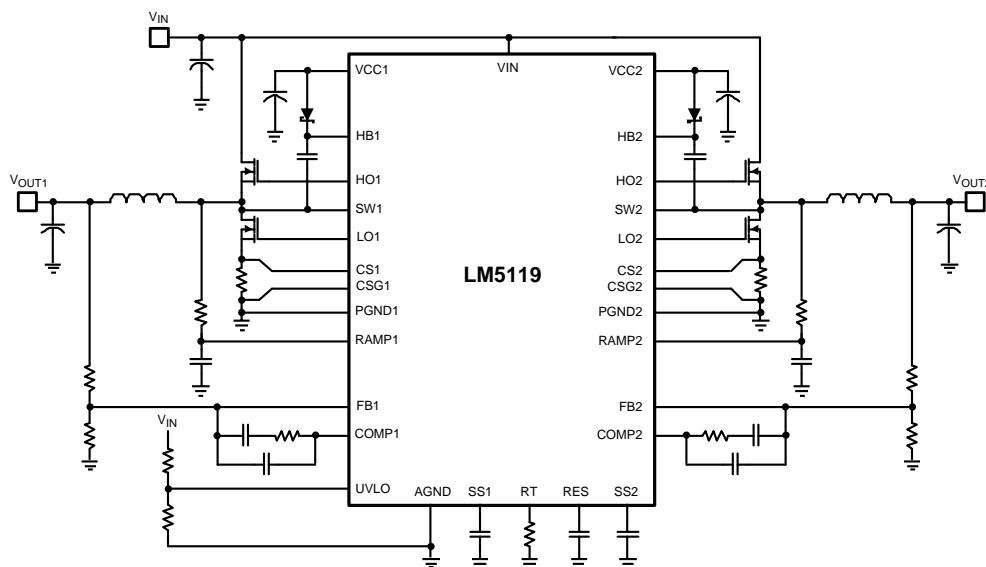 VIN
VIN
VCC1
VCC2
HB1
HB2
HO1
HO2
VOUT1
VOUT2
SW1
SW2
LO1
LO2
LM5119
CS1
CS2
CSG1
CSG2
PGND1
PGND2
RAMP1
RAMP2
FB1
FB2
VIN
COMP1
COMP2
UVLO
AGND
SS1
RT
RES
SS2